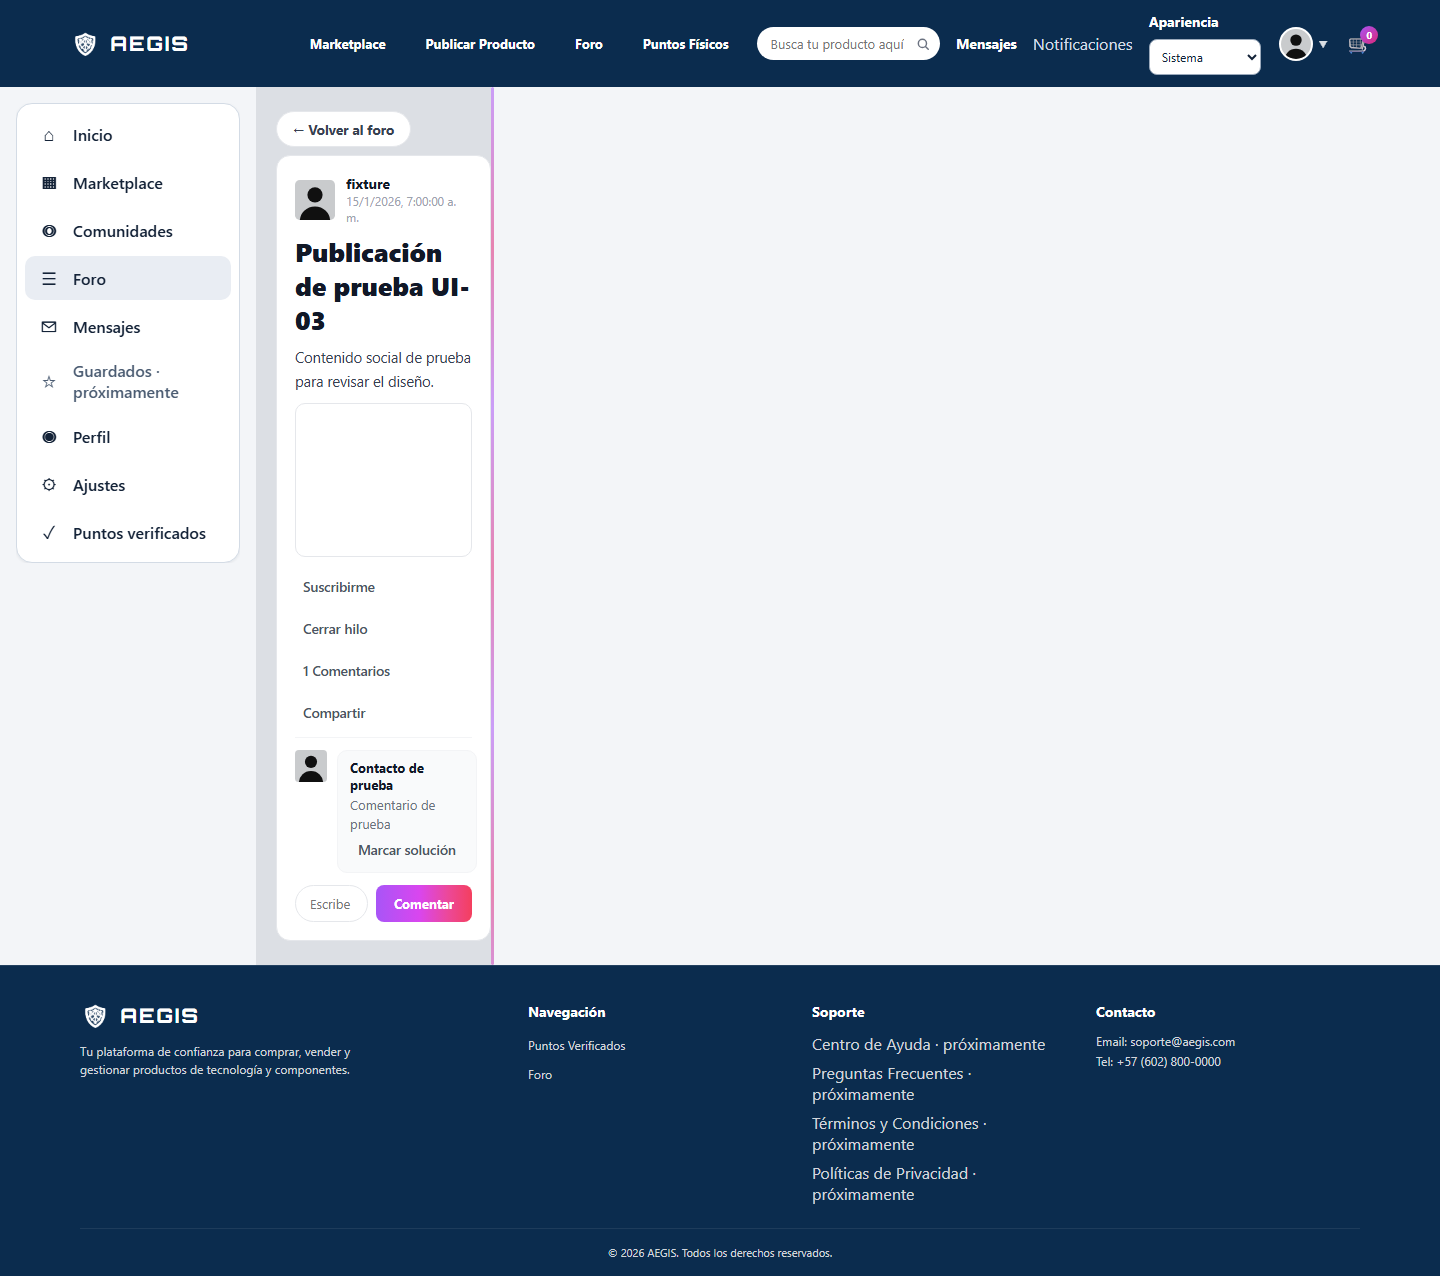 AEGIS
Marketplace
Publicar Producto
Foro
Puntos Físicos
Busca tu producto aquí
Mensajes
Notificaciones
Apariencia
Sistema
0
Inicio
Marketplace
Comunidades
Foro
Mensajes
Guardados ·
próximamente
Perfil
Ajustes
Puntos verificados
← Volver al foro
fixture
15/1/2026, 7:00:00 a.
m.
Publicación
de prueba UI-
03
Contenido social de prueba
para revisar el diseño.
Suscribirme
Cerrar hilo
1 Comentarios
Compartir
Contacto de
prueba
Comentario de
prueba
Marcar solución
Escribe
Comentar
AEGIS
Tu plataforma de confianza para comprar, vender y
gestionar productos de tecnología y componentes.
Navegación
Puntos Verificados
Foro
Soporte
Centro de Ayuda · próximamente
Preguntas Frecuentes ·
próximamente
Términos y Condiciones ·
próximamente
Políticas de Privacidad ·
próximamente
Contacto
Email: soporte@aegis.com
Tel: +57 (602) 800-0000
© 2026 AEGIS. Todos los derechos reservados.